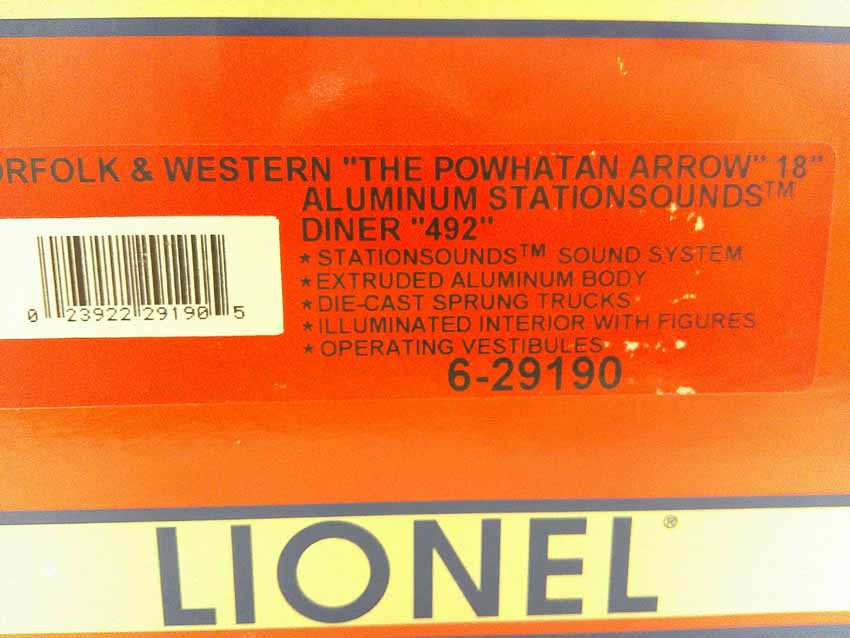 ORFOLK & WESTERN "THE POWHATAN ARROW" 18"
ALUMINUM STATIONSOUNDS™
DINER "492"
* STATIONSOUNDS™ SOUND SYSTEM
* EXTRUDED ALUMINUM BODY
* DIE-CAST SPRUNG TRUCKS
* ILLUMINATED INTERIOR WITH FIGURES
* OPERATING VESTIBULES
6-29190
0 23922 29190 5
LIONEL®